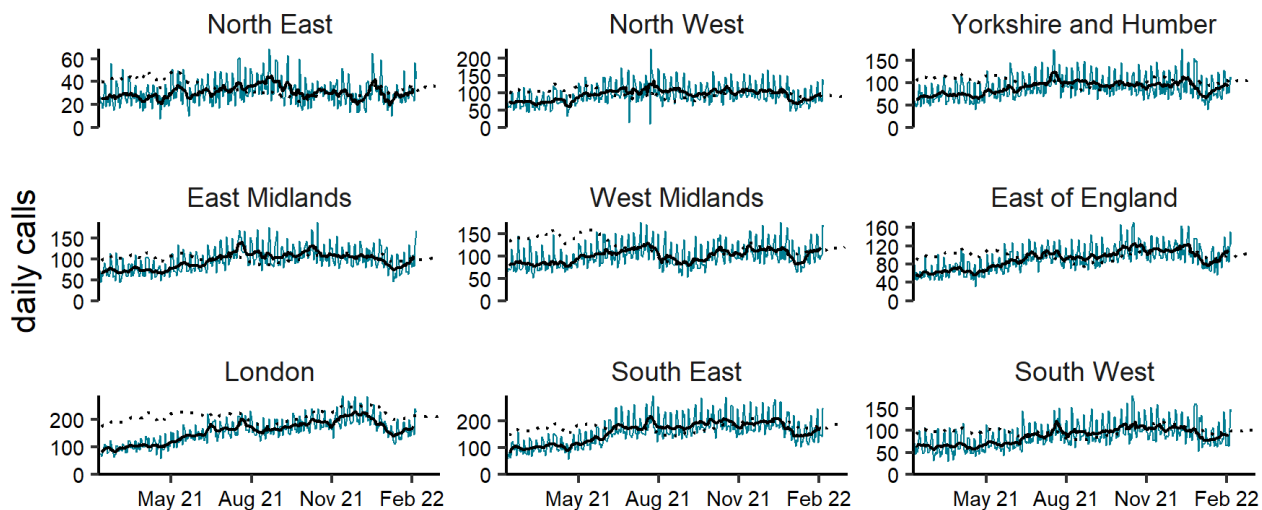 North East
North West
Yorkshire and Humber
60
40
20
0
200
150
100
50
0
150
100
50
0
daily calls
East Midlands
West Midlands
East of England
150
100
50
0
150
100
50
0
160
120
80
40
0
London
South East
South West
200
100
0
200
100
0
150
100
50
0
May 21 Aug 21 Nov 21 Feb 22
May 21 Aug 21 Nov 21 Feb 22
May 21 Aug 21 Nov 21 Feb 22